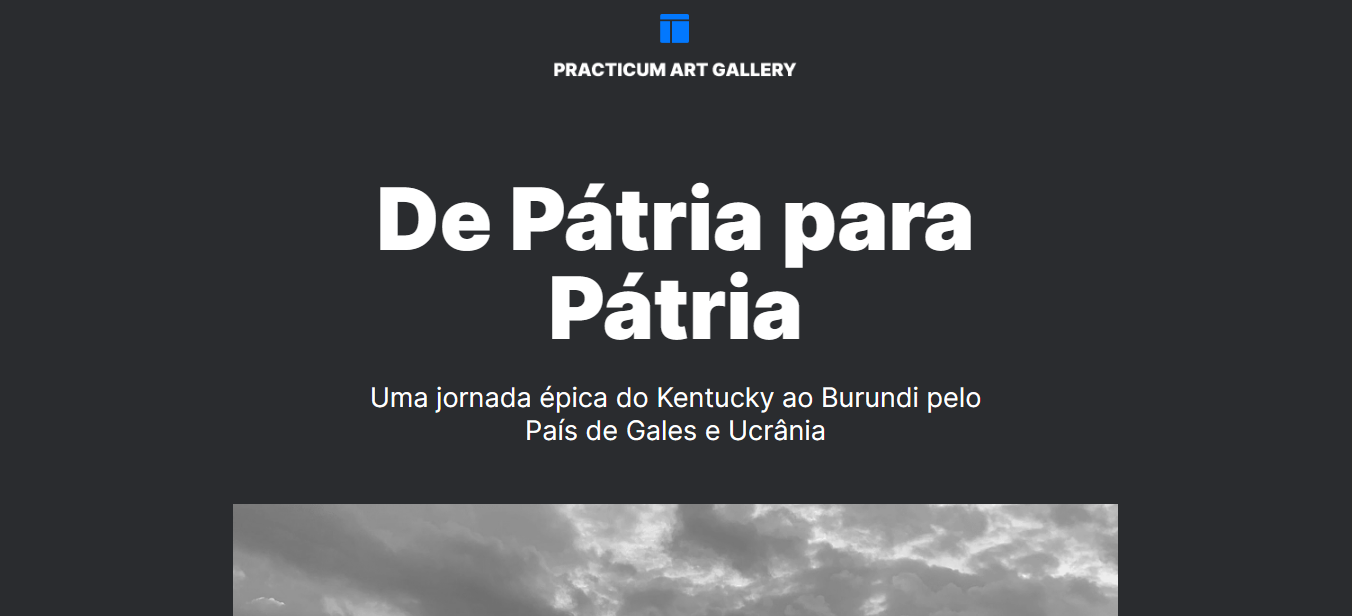 PRACTICUM ART GALLERY
De Pátria para
Pátria
Uma jornada épica do Kentucky ao Burundi pelo
País de Gales e Ucrânia